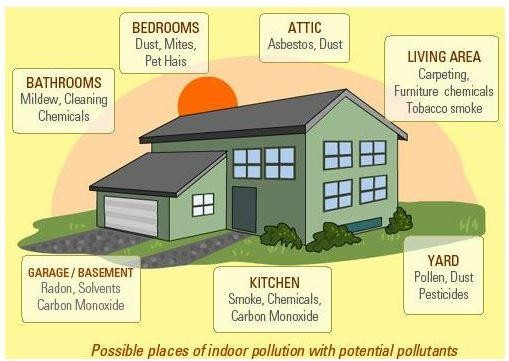 BEDROOMS
Dust, Mites,
Pet Hais
ATTIC
Asbestos, Dust
LIVING AREA
Carpeting,
Furniture chemicals
Tobacco smoke
BATHROOMS
Mildew, Cleaning
Chemicals
GARAGE / BASEMENT
Radon, Solvents
Carbon Monoxide
KITCHEN
Smoke, Chemicals,
Carbon Monoxide
YARD
Pollen, Dust
Pesticides
Possible places of indoor pollution with potential pollutants